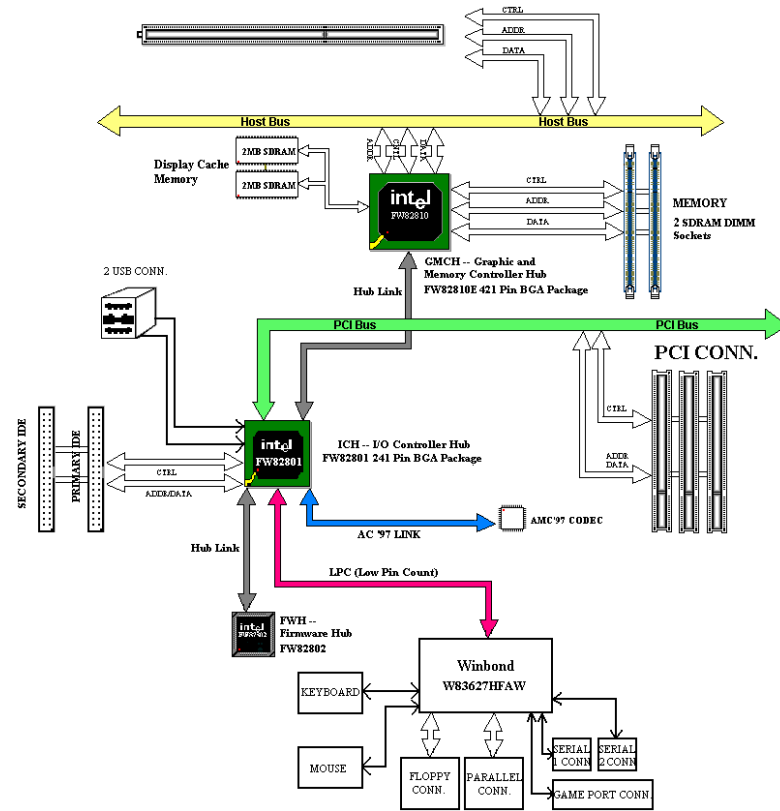 CTRL
ADDR
DATA
Host Bus
Host Bus
2MB SDRAM
2MB SDRAM
Display Cache
Memory
ADDR
CNTL
DATA
intel
FW82810
CTRL
ADDR
DATA
MEMORY
2 SDRAM DIMM
Sockets
GMCH -- Graphic and
Memory Controller Hub
FW82810E 421 Pin BGA Package
Hub Link
2 USB CONN.
PCI Bus
PCI Bus
PCI CONN.
CTRL
ADDR
DATA
SECONDARY IDE
PRIMARY IDE
CTRL
ADDR/DATA
intel
FW82801
ICH -- I/O Controller Hub
FW82801 241 Pin BGA Package
AC '97 LINK
AMC'97 CODEC
Hub Link
LPC (Low Pin Count)
intel
FW82802
FWH --
Firmware Hub
FW82802
Winbond
W83627HFAW
KEYBOARD
MOUSE
FLOPPY
CONN.
PARALLEL
CONN.
SERIAL
1 CONN
SERIAL
2 CONN
GAME PORT CONN.